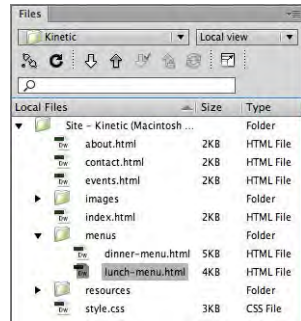 Files
Kinetic Local view
Local Files Size Type
Site – Kinetic (Macintosh ... Folder
about.html 2KB HTML File
contact.html 2KB HTML File
events.html 2KB HTML File
images Folder
index.html 2KB HTML File
menus Folder
dinner-menu.html 5KB HTML File
lunch-menu.html 4KB HTML File
resources Folder
style.css 3KB CSS File